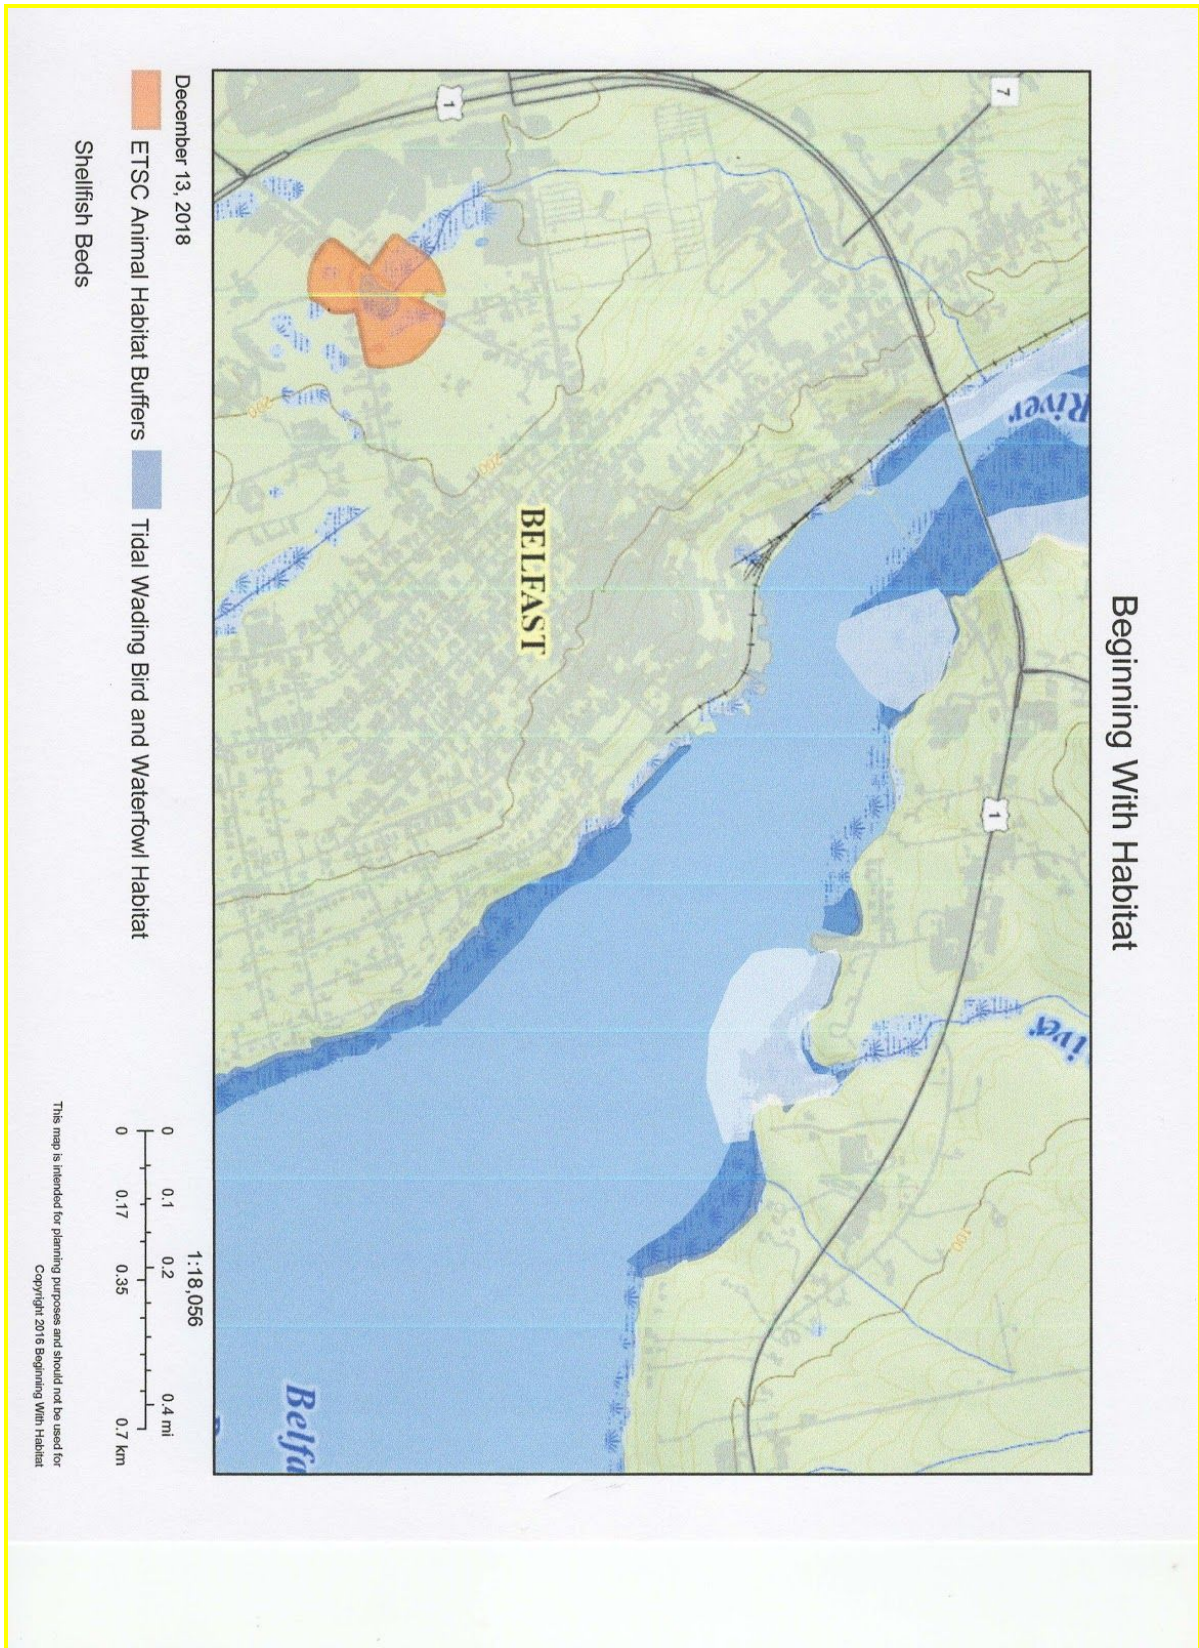 Beginning With Habitat
7
River
iver
1
1
100
BELFAST
200
200
Belfa
December 13, 2018
ETSC Animal Habitat Buffers
Tidal Wading Bird and Waterfowl Habitat
Shellfish Beds
1:18,056
0 0.1 0.2 0.4 mi
0 0.17 0.35 0.7 km
This map is intended for planning purposes and should not be used for
Copyright 2016 Beginning With Habitat